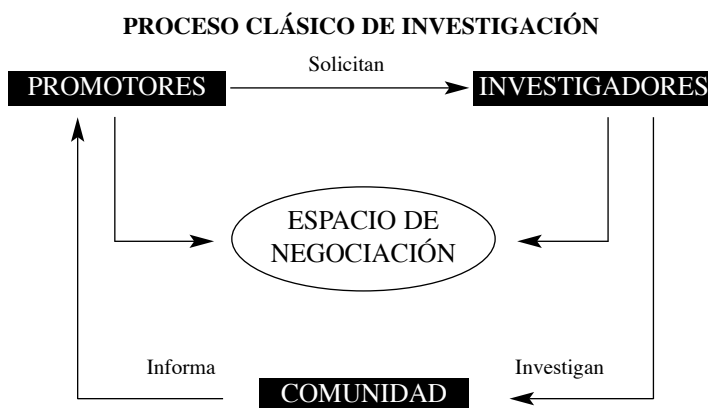 PROCESO CLÁSICO DE INVESTIGACIÓN
Solicitan
PROMOTORES
INVESTIGADORES
ESPACIO DE
NEGOCIACIÓN
Informa
Investigan
COMUNIDAD